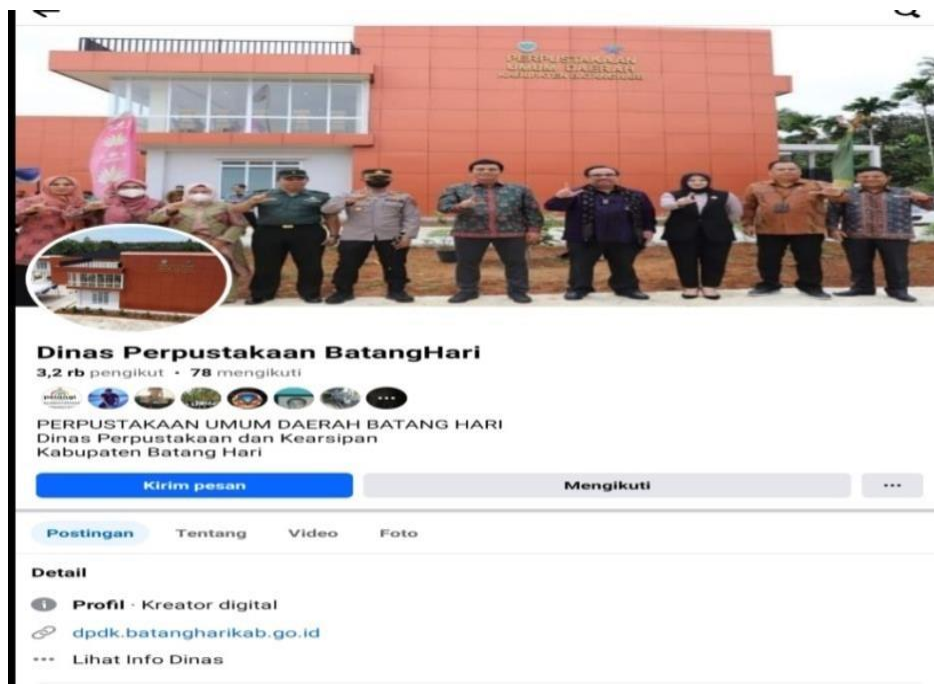 PERPUSTAKAAN
UMUM DAERAH
KABUPATEN BATANGHARI
Dinas Perpustakaan BatangHari
3,2 rb pengikut · 78 mengikuti
PERPUSTAKAAN UMUM DAERAH BATANG HARI
Dinas Perpustakaan dan Kearsipan
Kabupaten Batang Hari
Kirim pesan
Mengikuti
Postingan Tentang Video Foto
Detail
Profil · Kreator digital
dpdk.batangharikab.go.id
Lihat Info Dinas